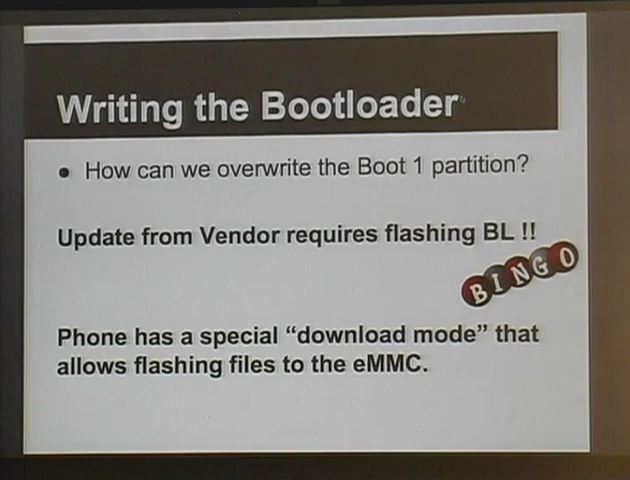 Writing the Bootloader
• How can we overwrite the Boot 1 partition?
Update from Vendor requires flashing BL !!
BINGO
Phone has a special “download mode” that
allows flashing files to the eMMC.